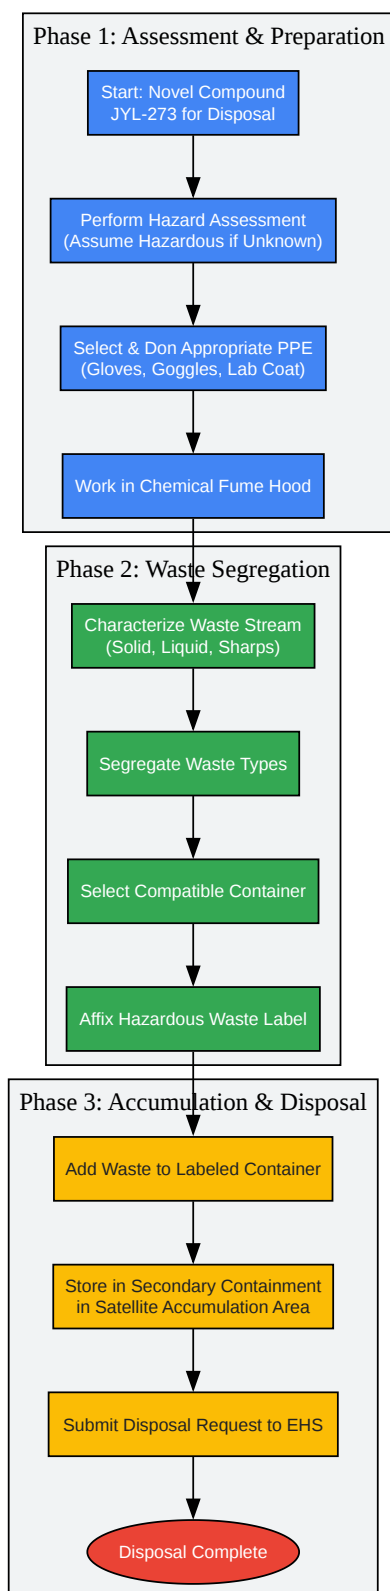 Phase 1: Assessment & Preparation
Start: Novel Compound
JYL-273 for Disposal
Perform Hazard Assessment
(Assume Hazardous if Unknown)
Select & Don Appropriate PPE
(Gloves, Goggles, Lab Coat)
Work in Chemical Fume Hood
Phase 2: Waste Segregation
Characterize Waste Stream
(Solid, Liquid, Sharps)
Segregate Waste Types
Select Compatible Container
Affix Hazardous Waste Label
Phase 3: Accumulation & Disposal
Add Waste to Labeled Container
Store in Secondary Containment
in Satellite Accumulation Area
Submit Disposal Request to EHS
Disposal Complete